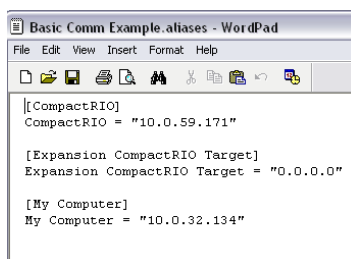 Basic Comm Example.aliases - WordPad
File Edit View Insert Format Help
[CompactRIO]
CompactRIO = "10.0.59.171"
[Expansion CompactRIO Target]
Expansion CompactRIO Target = "0.0.0.0"
[My Computer]
My Computer = "10.0.32.134"